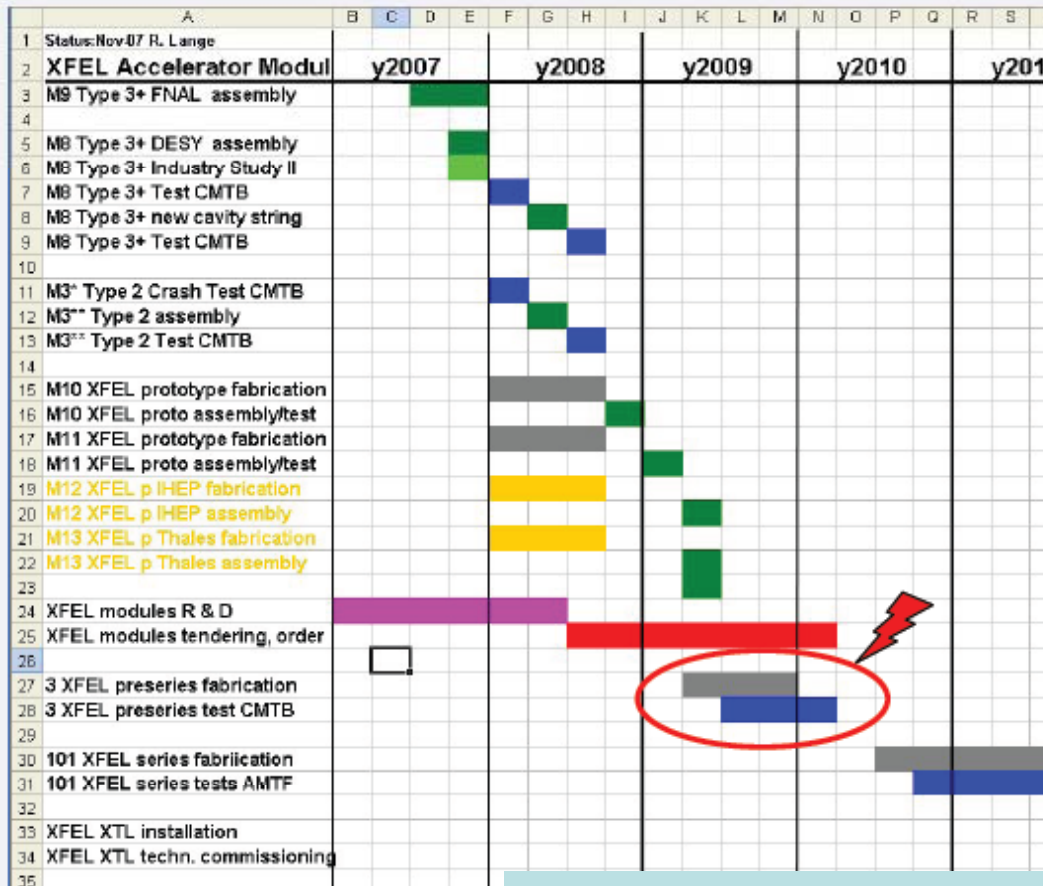 A B C D E F G H I J K L M N O P Q R S
1 Status:Nov-07 R. Lange
2 XFEL Accelerator Modul y2007 y2008 y2009 y2010 y201
3 M9 Type 3+ FNAL assembly
4
5 M8 Type 3+ DESY assembly
6 M8 Type 3+ Industry Study II
7 M8 Type 3+ Test CMTB
8 M8 Type 3+ new cavity string
9 M8 Type 3+ Test CMTB
10
11 M3* Type 2 Crash Test CMTB
12 M3** Type 2 assembly
13 M3** Type 2 Test CMTB
14
15 M10 XFEL prototype fabrication
16 M10 XFEL proto assembly/test
17 M11 XFEL prototype fabrication
18 M11 XFEL proto assembly/test
19 M12 XFEL p IHEP fabrication
20 M12 XFEL p IHEP assembly
21 M13 XFEL p Thales fabrication
22 M13 XFEL p Thales assembly
23
24 XFEL modules R & D
25 XFEL modules tendering, order
26
27 3 XFEL preseries fabrication
28 3 XFEL preseries test CMTB
29
30 101 XFEL series fabriication
31 101 XFEL series tests AMTF
32
33 XFEL XTL installation
34 XFEL XTL techn. commissioning
35